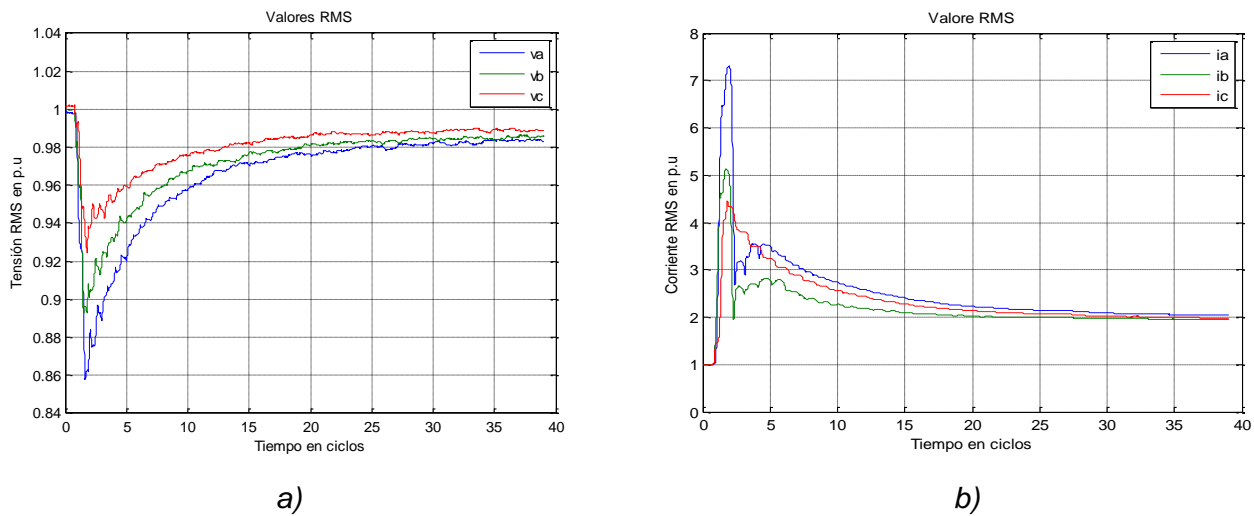 Valores RMS
1.04
1.02
1
0.98
0.96
0.94
0.92
0.9
0.88
0.86
0.84
0 5 10 15 20 25 30 35 40
Tensión RMS en p.u
Tiempo en ciclos
va
vb
vc
a)
Valore RMS
8
7
6
5
4
3
2
1
0
0 5 10 15 20 25 30 35 40
Corriente RMS en p.u
Tiempo en ciclos
ia
ib
ic
b)